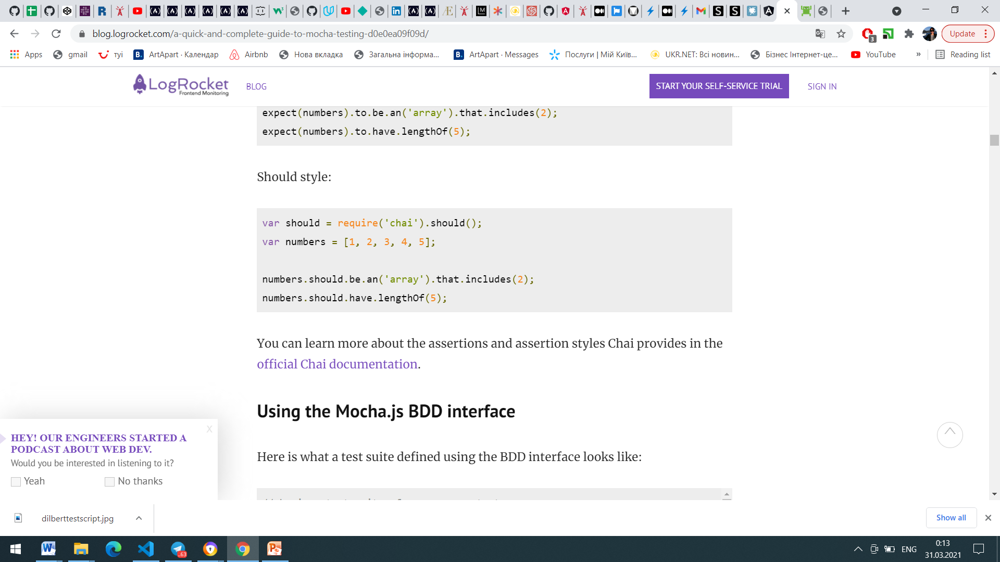 blog.logrocket.com/a-quick-and-complete-guide-to-mocha-testing-d0e0ea09f09d/
3
Update
Apps
gmail
туі
ArtApart · Календар
Airbnb
Нова вкладка
Загальна інформа...
ArtApart · Messages
Послуги | Мій Київ...
UKR.NET: Всі новин...
Бізнес Інтернет-це...
YouTube
»
Reading list
LogRocket
Frontend Monitoring
BLOG
START YOUR SELF-SERVICE TRIAL
SIGN IN
expect(numbers).to.be.an('array').that.includes(2);
expect(numbers).to.have.lengthOf(5);
Should style:
var should = require('chai').should();
var numbers = [1, 2, 3, 4, 5];
numbers.should.be.an('array').that.includes(2);
numbers.should.have.lengthOf(5);
You can learn more about the assertions and assertion styles Chai provides in the
official Chai documentation.
Using the Mocha.js BDD interface
Here is what a test suite defined using the BDD interface looks like:
X
HEY! OUR ENGINEERS STARTED A
PODCAST ABOUT WEB DEV.
Would you be interested in listening to it?
Yeah
No thanks
dilberttestscript.jpg
Show all
63
ENG
0:13
31.03.2021